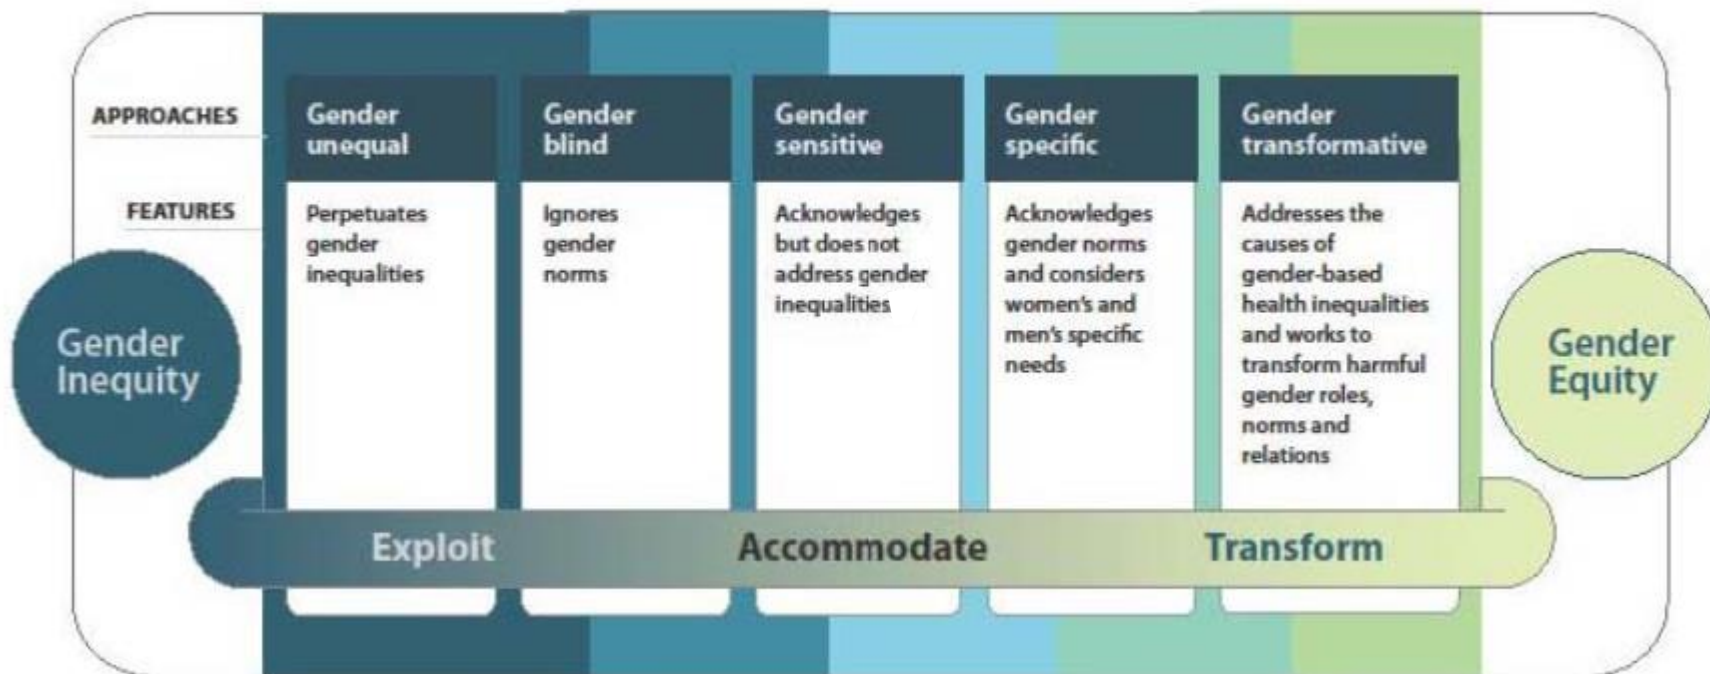 APPROACHES
Gender
unequal
Gender
blind
Gender
sensitive
Gender
specific
Gender
transformative
FEATURES
Perpetuates
gender
inequalities
Ignores
gender
norms
Acknowledges
but does not
address gender
inequalities
Acknowledges
gender norms
and considers
women's and
men's specific
needs
Addresses the
causes of
gender-based
health inequalities
and works to
transform harmful
gender roles,
norms and
relations
Gender
Inequity
Gender
Equity
Exploit
Accommodate
Transform